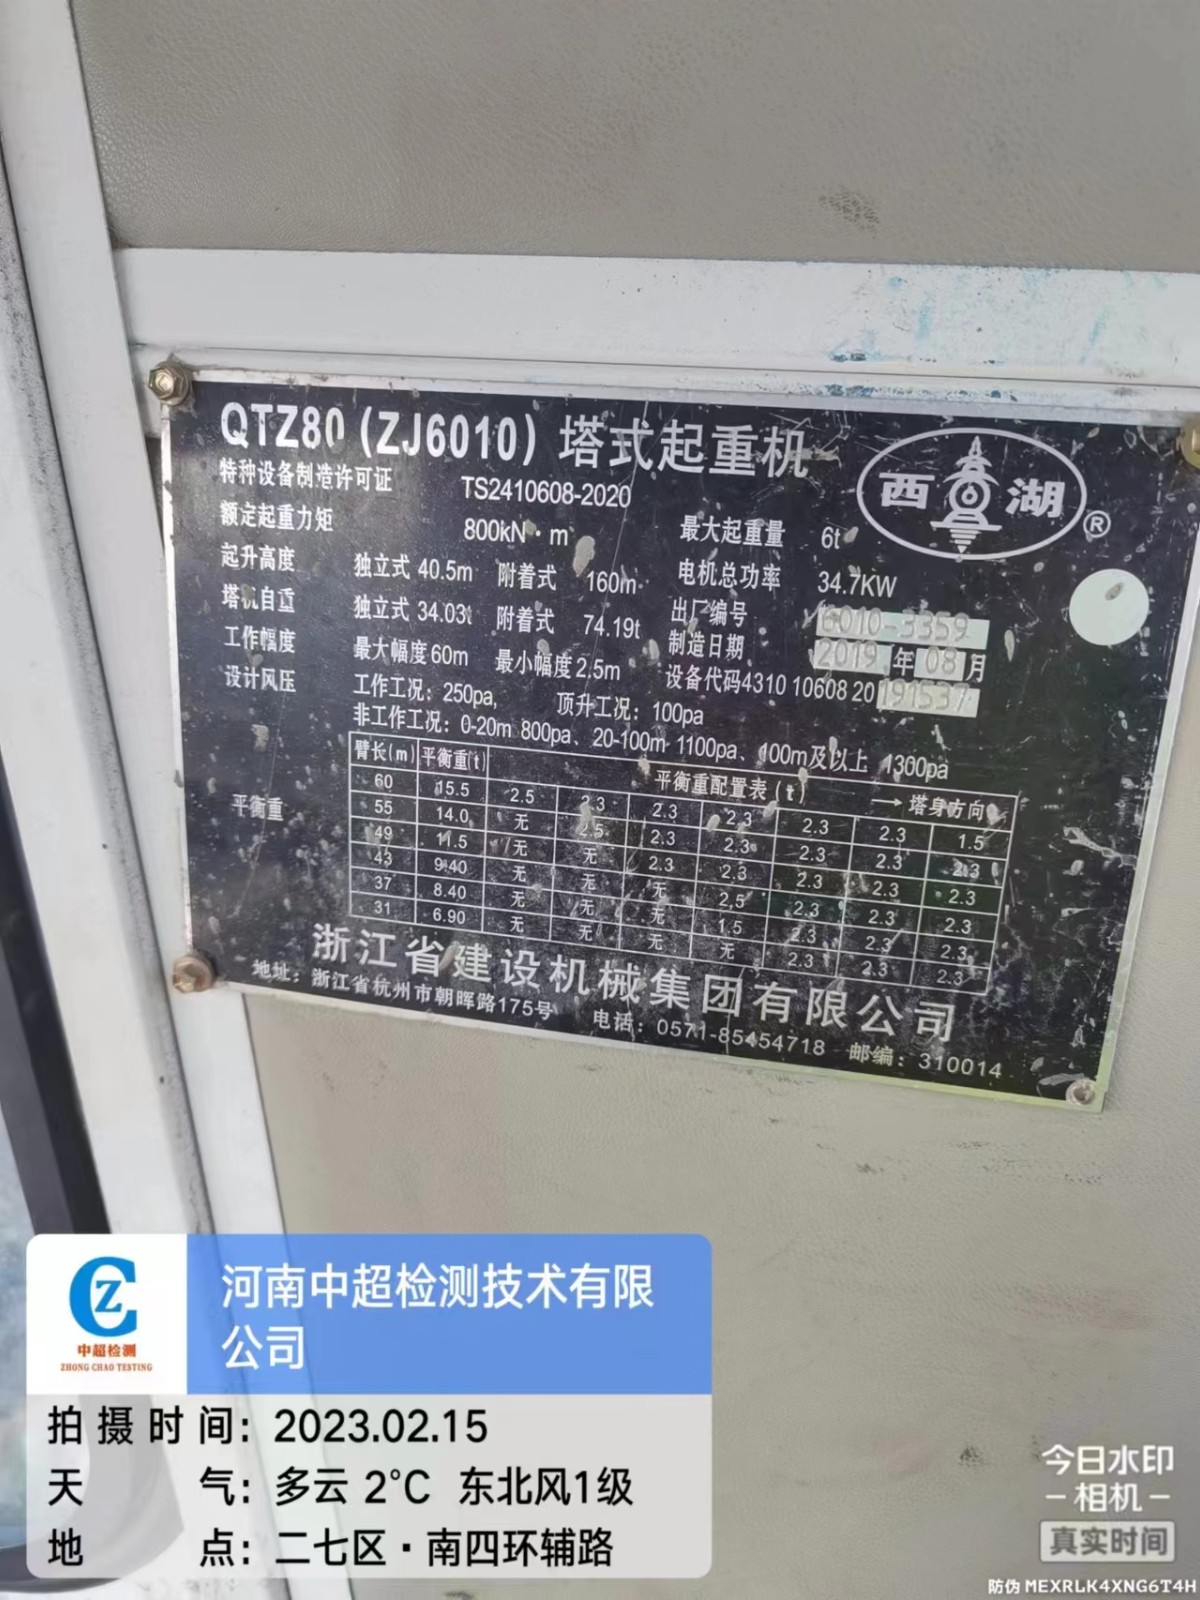 QTZ80 (ZJ6010) 塔式起重机
西湖 ®
特种设备制造许可证 TS2410608-2020
额定起重力矩 800kN·m 最大起重量 6t
起升高度 独立式 40.5m 附着式 160m 电机总功率 34.7KW
塔机自重 独立式 34.03t 附着式 74.19t 出厂编号 6010-3359
工作幅度 最大幅度60m 最小幅度2.5m 制造日期 2019年08月
设备代码4310 10608 20191537
设计风压 工作工况: 250pa, 顶升工况: 100pa
非工作工况: 0-20m 800pa、20-100m 1100pa、100m及以上 1300pa
平衡重
臂长(m) 平衡重(t) 平衡重配置表(t) →塔身方向
60 15.5 2.5 2.3 2.3 2.3 2.3 2.3 1.5
55 14.0 无 2.5 2.3 2.3 2.3 2.3 2.3
49 11.5 无 无 2.3 2.3 2.3 2.3 2.3
43 9.40 无 无 无 2.5 2.3 2.3 2.3
37 8.40 无 无 无 1.5 2.3 2.3 2.3
31 6.90 无 无 无 无 2.3 2.3 2.3
浙江省建设机械集团有限公司
地址: 浙江省杭州市朝晖路175号 电话: 0571-85454718 邮编: 310014
CZ
中超检测
ZHONG CHAO TESTING
河南中超检测技术有限
公司
拍摄时间: 2023.02.15
天气: 多云 2℃ 东北风1级
地点: 二七区·南四环辅路
今日水印
-相机-
真实时间
防伪 MEXRLK4XNG6T4H